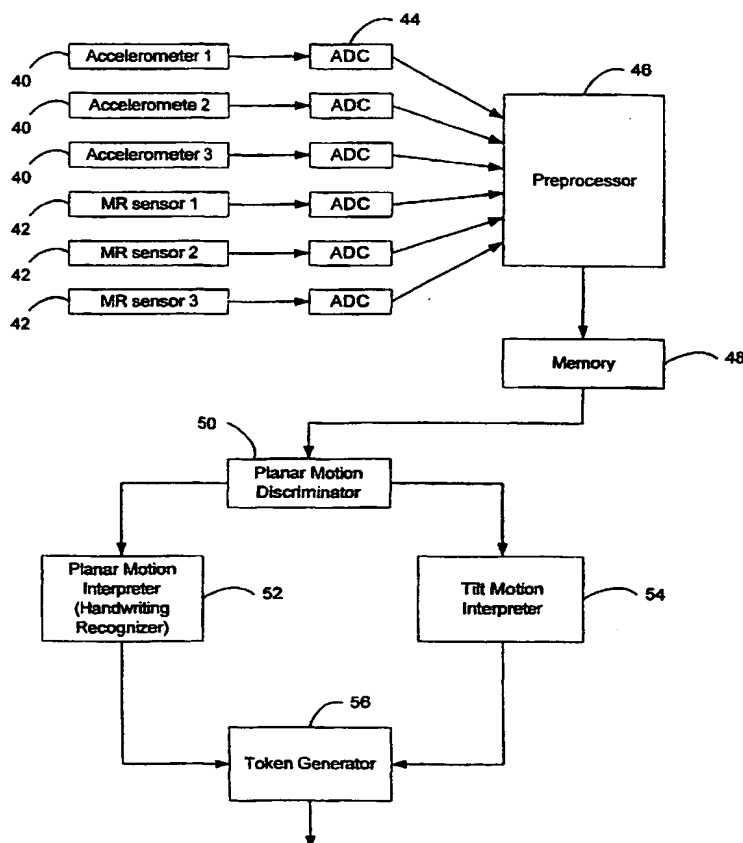 44
40 Accelerometer 1 ADC
46
40 Acceleromete 2 ADC
40 Accelerometer 3 ADC
Preprocessor
42 MR sensor 1 ADC
42 MR sensor 2 ADC
42 MR sensor 3 ADC
Memory 48
50
Planar Motion
Discriminator
Planar Motion
Interpreter
(Handwriting
Recognizer)
52
Tilt Motion
Interpreter
54
56
Token Generator